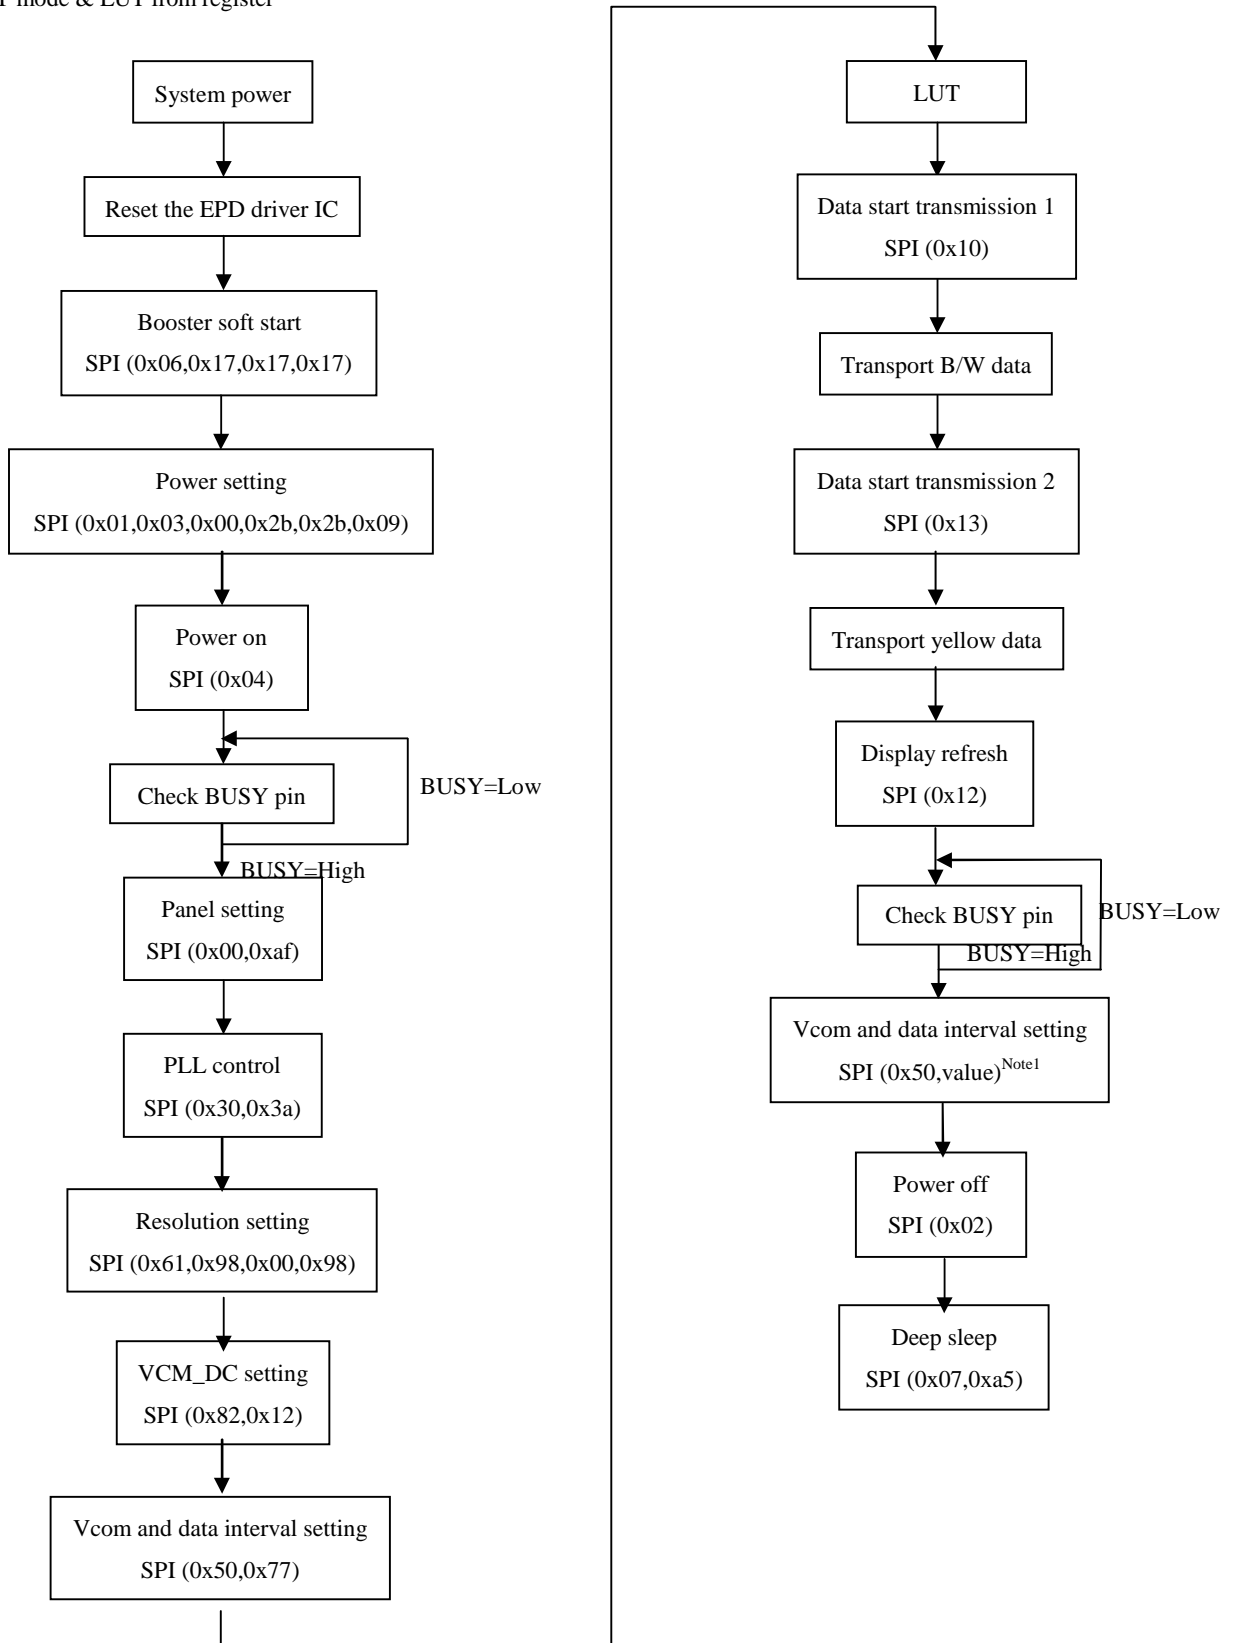 mode & LUT from register
System power
Reset the EPD driver IC
Booster soft start
SPI (0x06,0x17,0x17,0x17)
Power setting
SPI (0x01,0x03,0x00,0x2b,0x2b,0x09)
Power on
SPI (0x04)
Check BUSY pin
BUSY=Low
BUSY=High
Panel setting
SPI (0x00,0xaf)
PLL control
SPI (0x30,0x3a)
Resolution setting
SPI (0x61,0x98,0x00,0x98)
VCM_DC setting
SPI (0x82,0x12)
Vcom and data interval setting
SPI (0x50,0x77)
LUT
Data start transmission 1
SPI (0x10)
Transport B/W data
Data start transmission 2
SPI (0x13)
Transport yellow data
Display refresh
SPI (0x12)
Check BUSY pin
BUSY=Low
BUSY=High
Vcom and data interval setting
SPI (0x50,value)Note1
Power off
SPI (0x02)
Deep sleep
SPI (0x07,0xa5)